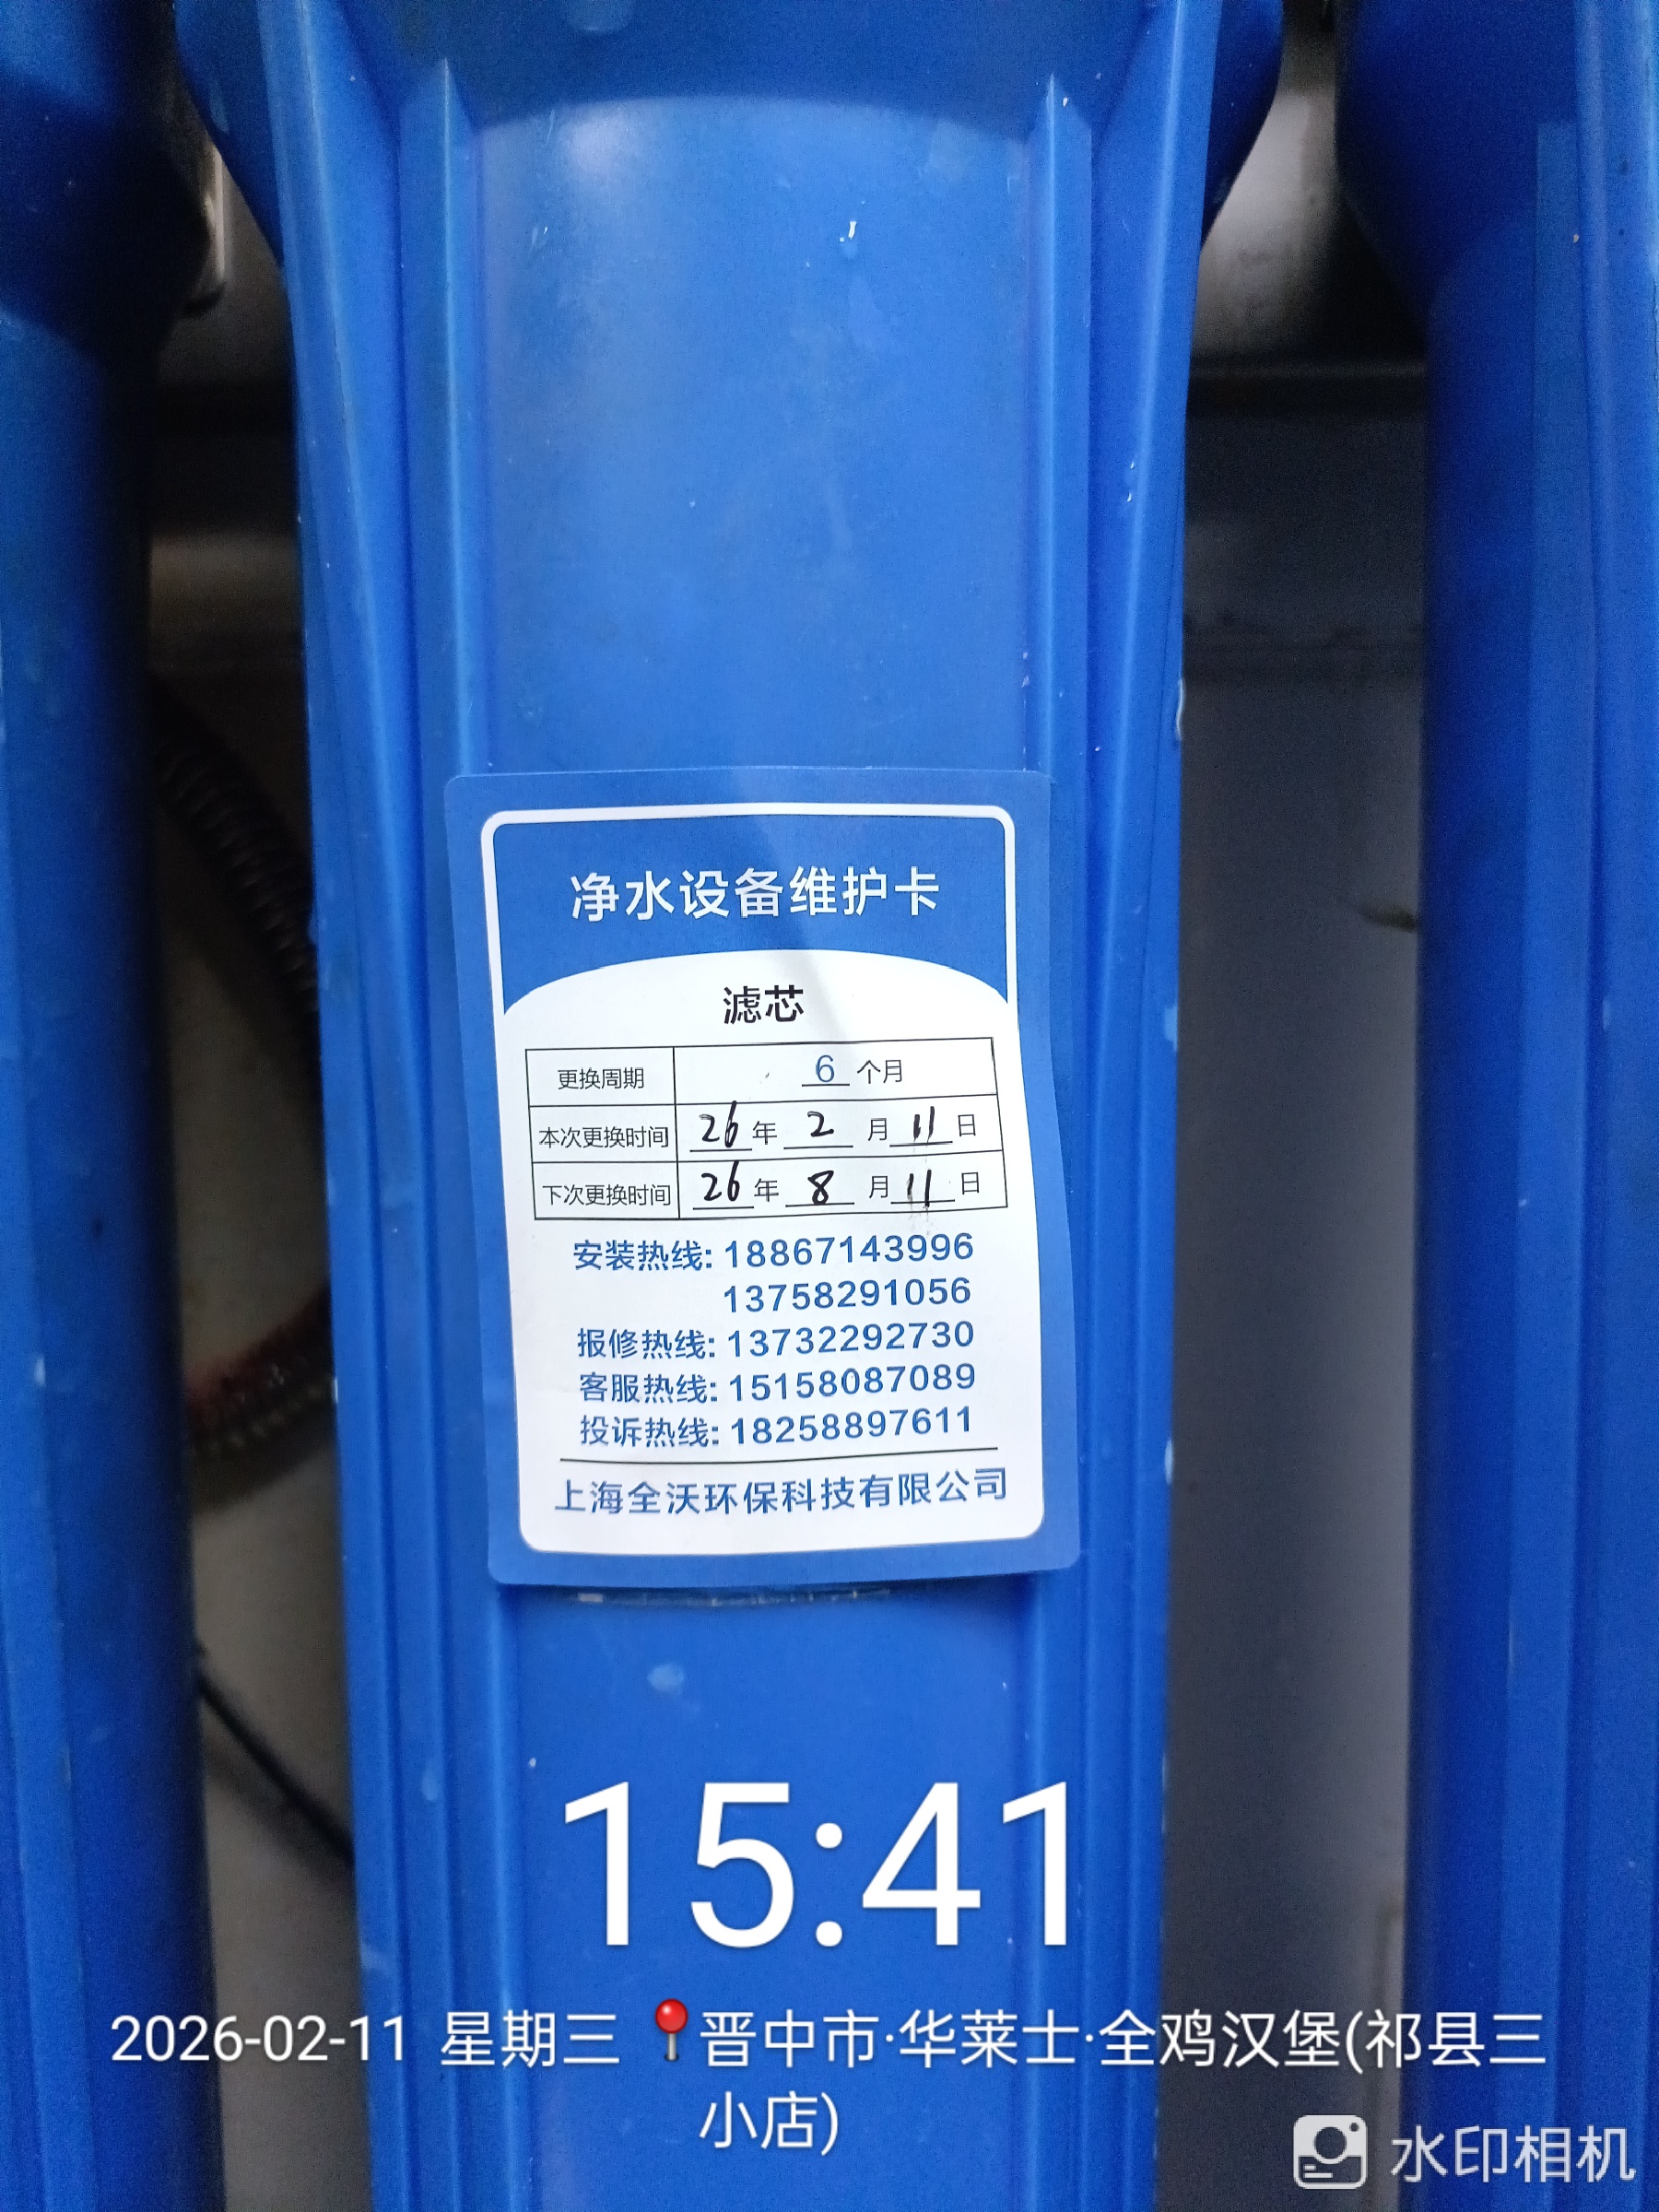 净水设备维护卡
滤芯
更换周期 6 个月
本次更换时间 26 年 2 月 11 日
下次更换时间 26 年 8 月 11 日
安装热线: 18867143996
13758291056
报修热线: 13732292730
客服热线: 15158087089
投诉热线: 18258897611
上海全沃环保科技有限公司
15:41
2026-02-11 星期三 晋中市·华莱士·全鸡汉堡(祁县三
小店)
水印相机